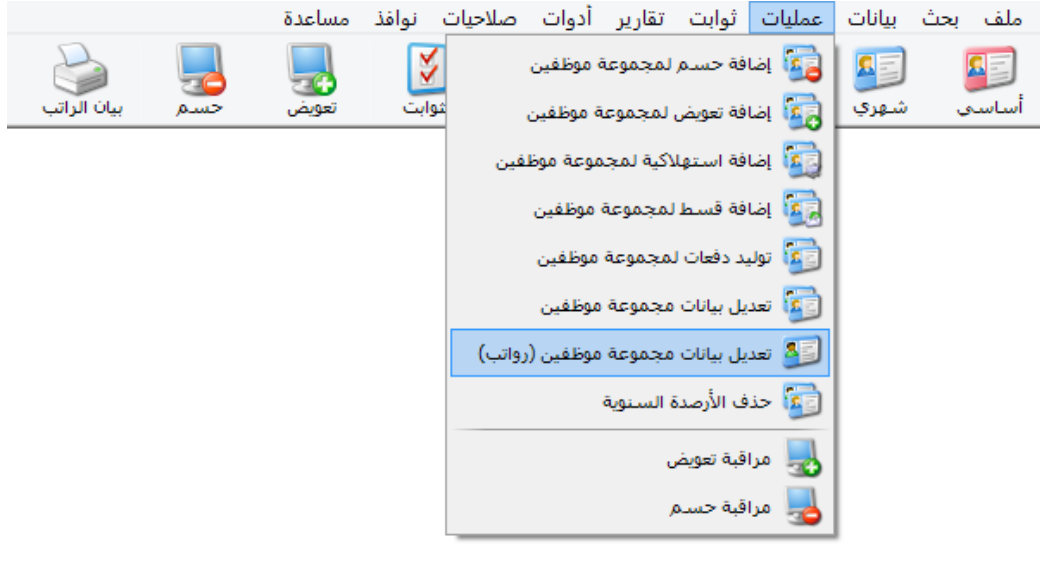 ملف بحث بيانات عمليات ثوابت تقارير أدوات صلاحيات نوافذ مساعدة
أساسي شهري ثوابت تعويض حسم بيان الراتب
إضافة حسم لمجموعة موظفين
إضافة تعويض لمجموعة موظفين
إضافة استهلاكية لمجموعة موظفين
إضافة قسط لمجموعة موظفين
توليد دفعات لمجموعة موظفين
تعديل بيانات مجموعة موظفين
تعديل بيانات مجموعة موظفين (رواتب)
حذف الأرصدة السنوية
مراقبة تعويض
مراقبة حسم